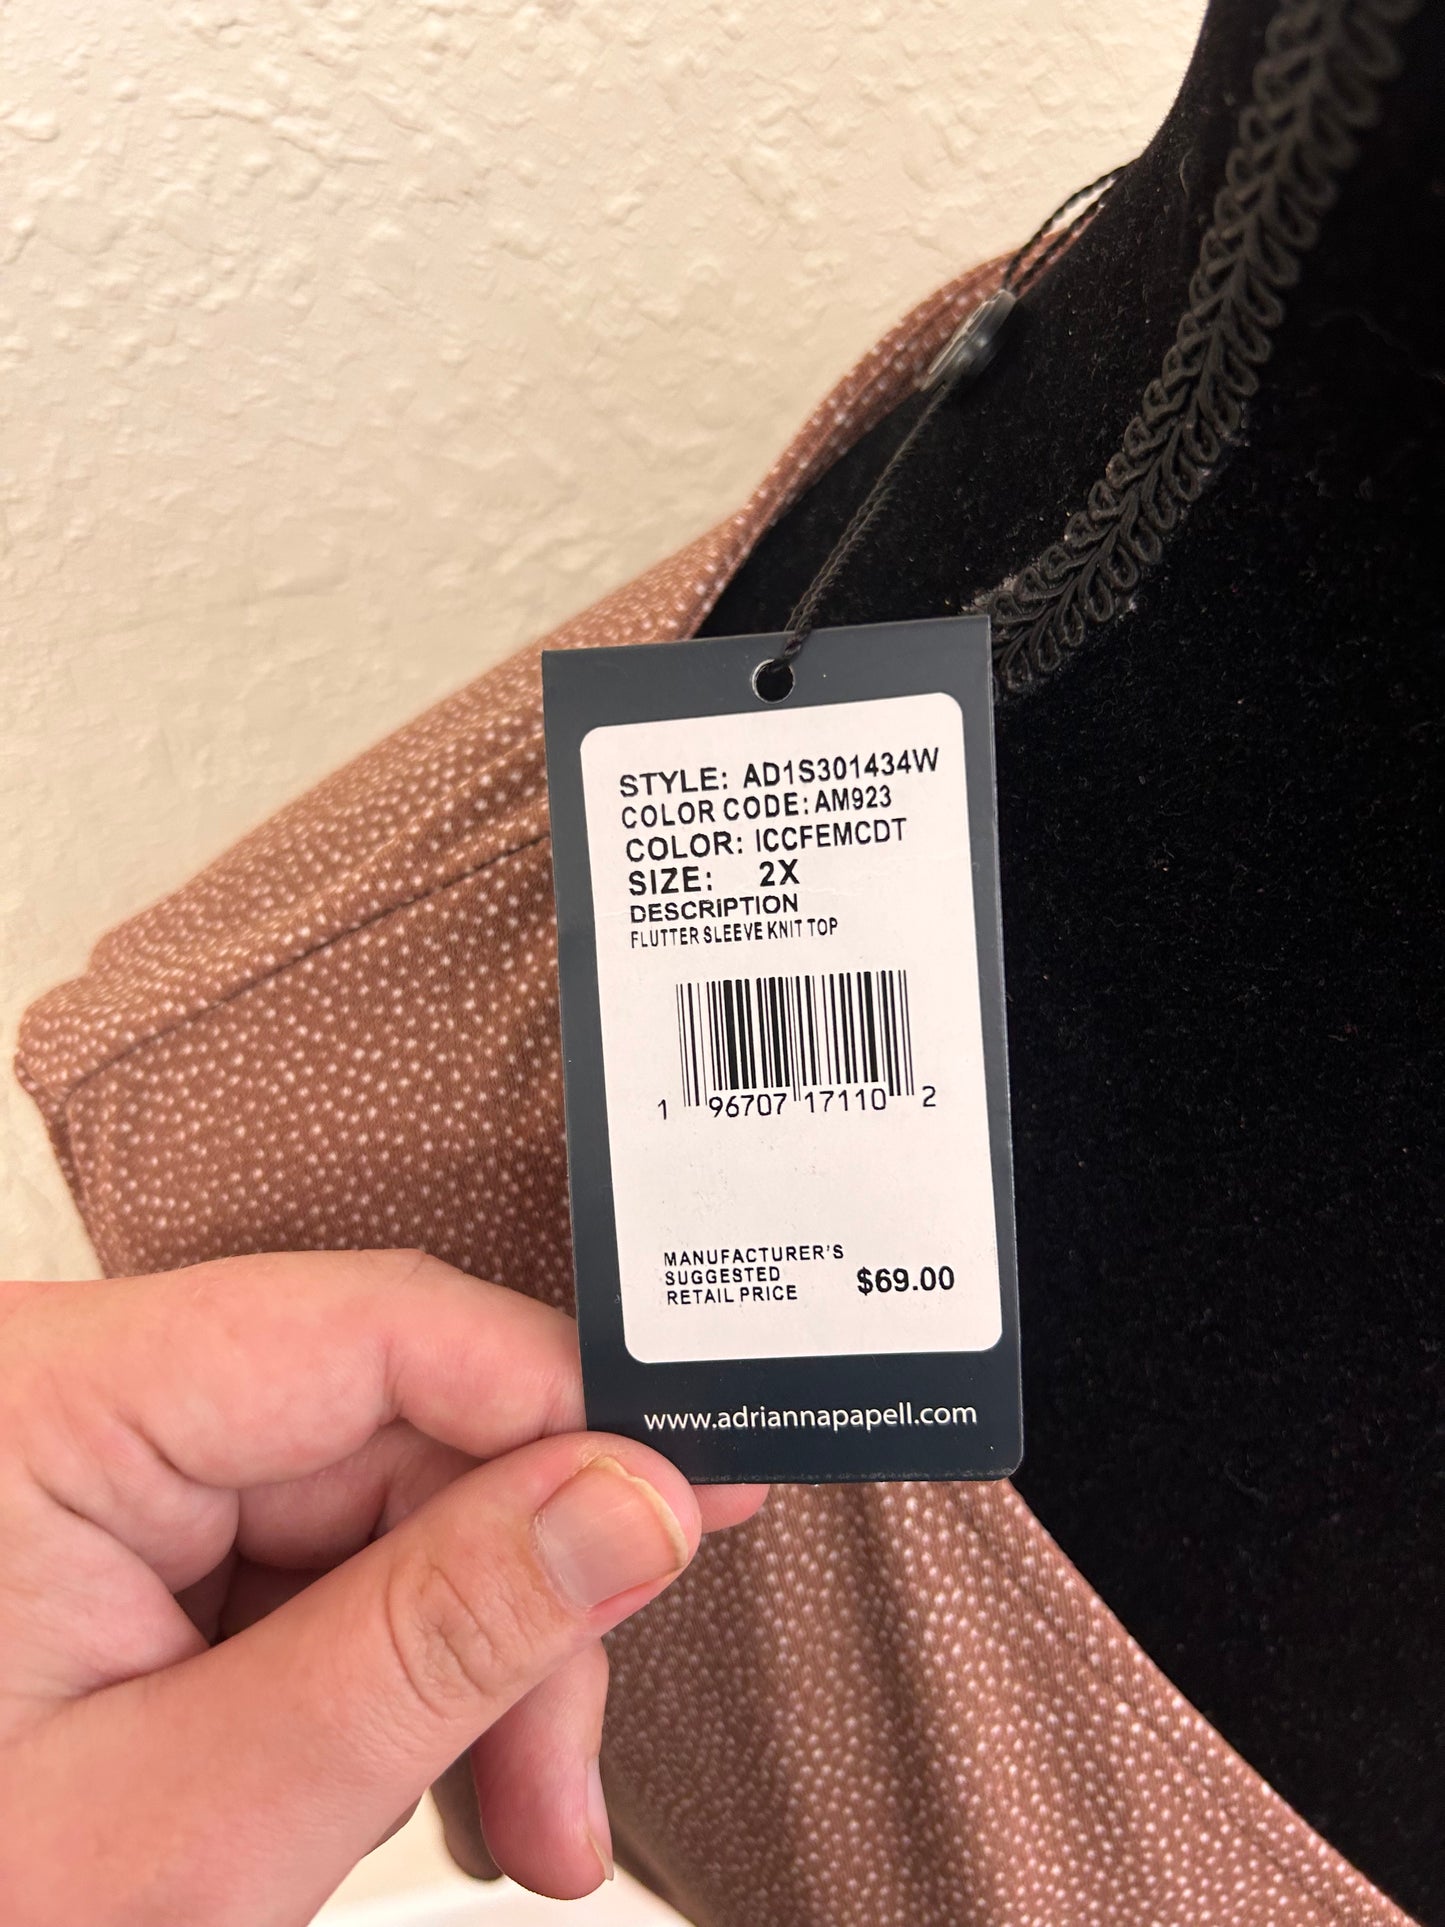 STYLE: AD1S301434W
COLOR CODE: AM923
COLOR: ICCFEMCDT
SIZE: 2X
DESCRIPTION
FLUTTER SLEEVE KNIT TOP
1 96707 17110 2
MANUFACTURER'S
SUGGESTED
RETAIL PRICE $69.00
www.adriannapapell.com